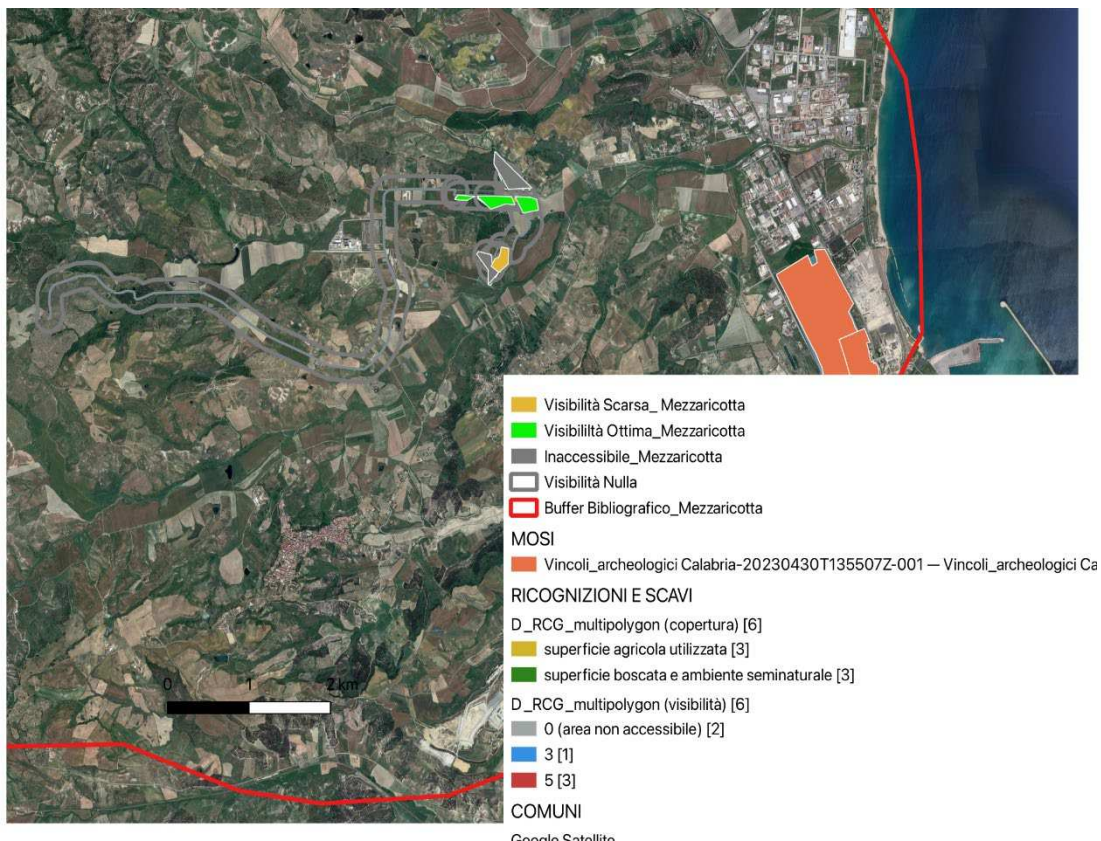 Visibilità Scarsa_ Mezzaricotta
Visibililtà Ottima_Mezzaricotta
Inaccessibile_Mezzaricotta
Visibilità Nulla
Buffer Bibliografico_Mezzaricotta
MOSI
Vincoli_archeologici Calabria-20230430T135507Z-001 — Vincoli_archeologici Ca
RICOGNIZIONI E SCAVI
D_RCG_multipolygon (copertura) [6]
superficie agricola utilizzata [3]
superficie boscata e ambiente seminaturale [3]
0 1 2 km
D_RCG_multipolygon (visibilità) [6]
0 (area non accessibile) [2]
3 [1]
5 [3]
COMUNI
Google Satellite